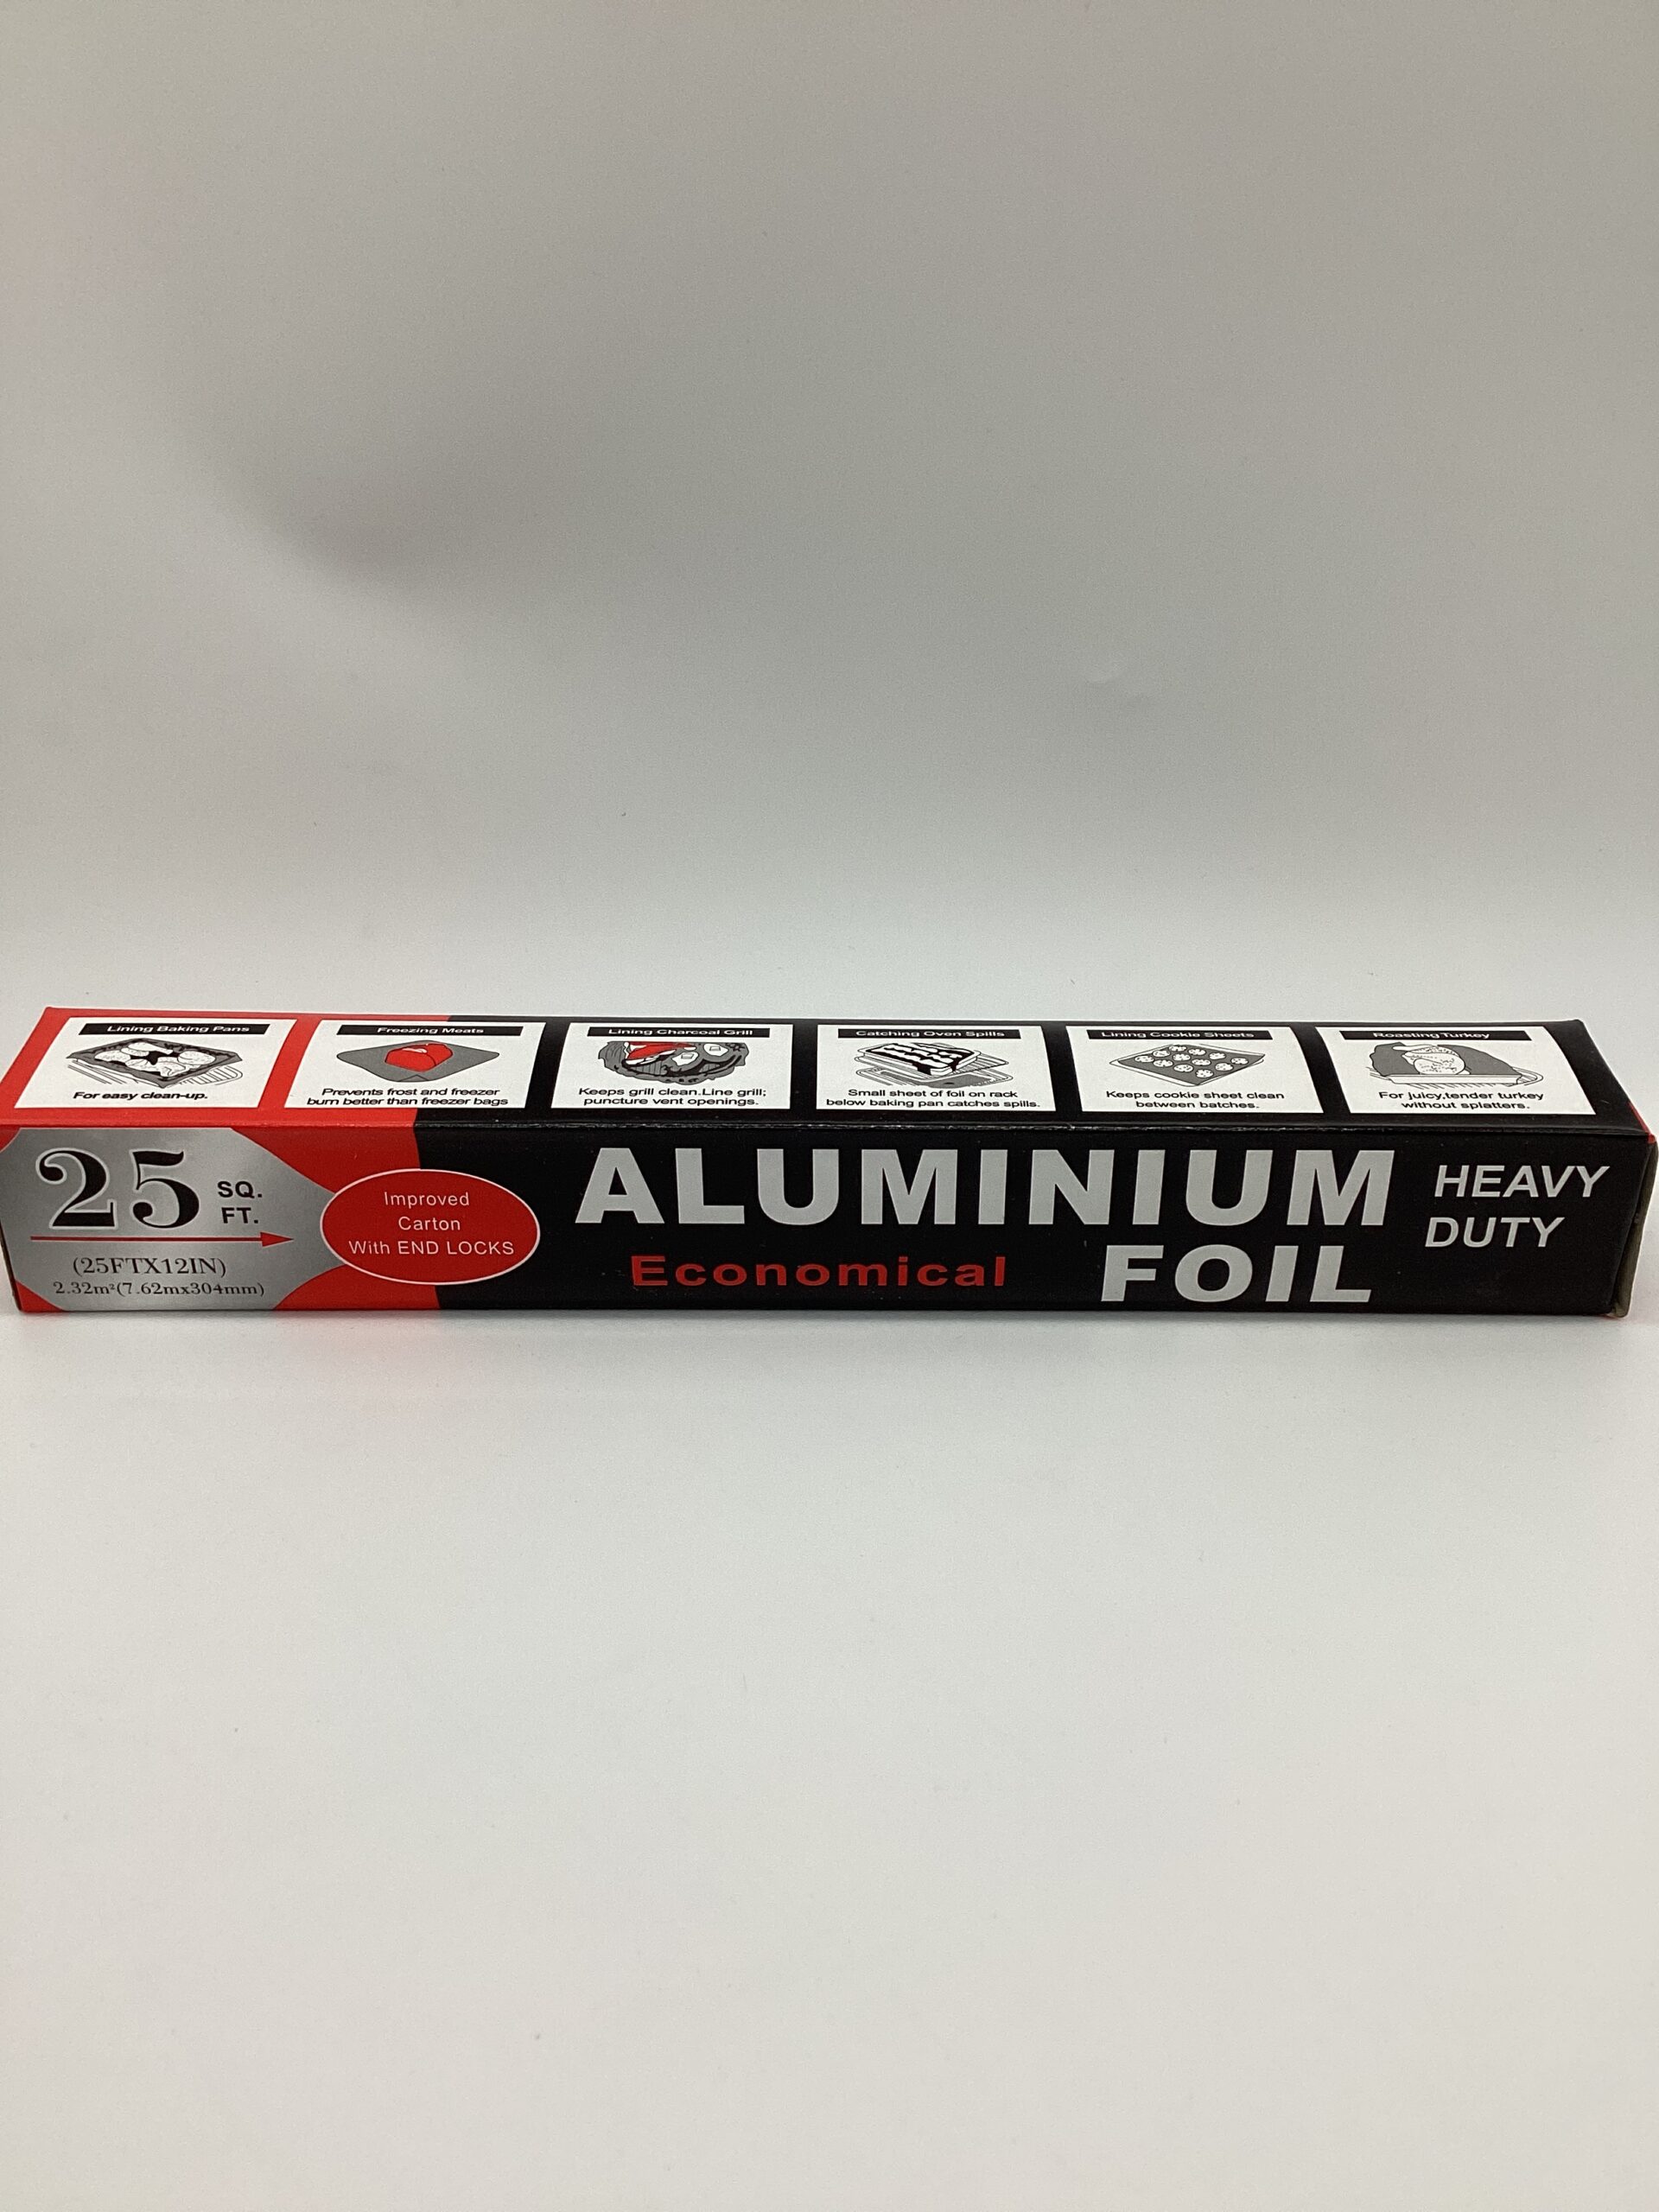 Lining Baking Pans
For easy clean-up.
Freezing Meats
Prevents frost and freezer
burn better than freezer bags
Lining Charcoal Grill
Keeps grill clean.Line grill;
puncture vent openings.
Catching Oven Spills
Small sheet of foil on rack
below baking pan catches spills.
Lining Cookie Sheets
Keeps cookie sheet clean
between batches.
Roasting Turkey
For juicy,tender turkey
without splatters.
25 SQ.
FT.
(25FTX12IN)
2.32m²(7.62mx304mm)
Improved
Carton
With END LOCKS
ALUMINIUM
FOIL
Economical
HEAVY
DUTY